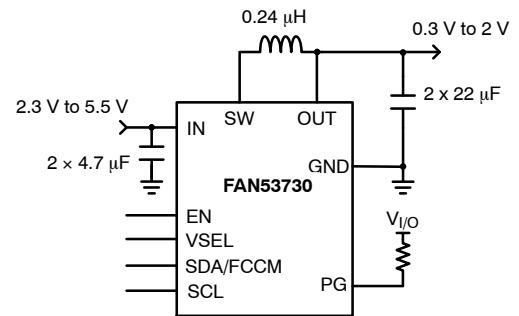 0.24 μH
0.3 V to 2 V
2 x 22 μF
2.3 V to 5.5 V
IN
SW
OUT
2 × 4.7 μF
GND
FAN53730
EN
VSEL
SDA/FCCM
SCL
VI/O
PG